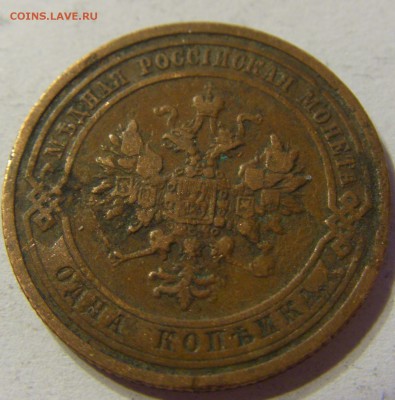 COINS.LAVE.RU
МѢДНАЯ РОССІЙСКАЯ МОНЕТА
ОДНА КОПѢЙКА.